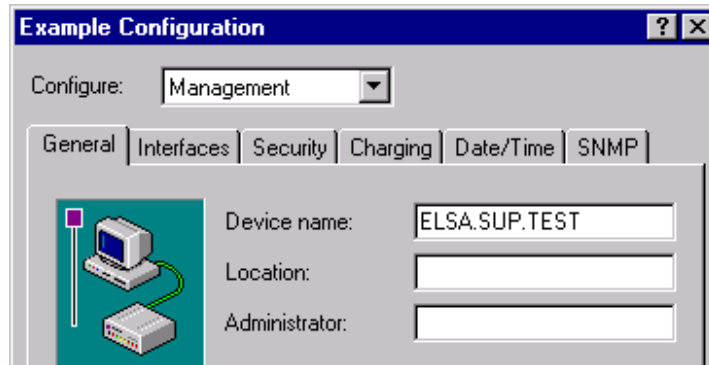 Example Configuration
Configure: Management
General Interfaces Security Charging Date/Time SNMP
Device name: ELSA.SUP.TEST
Location:
Administrator: